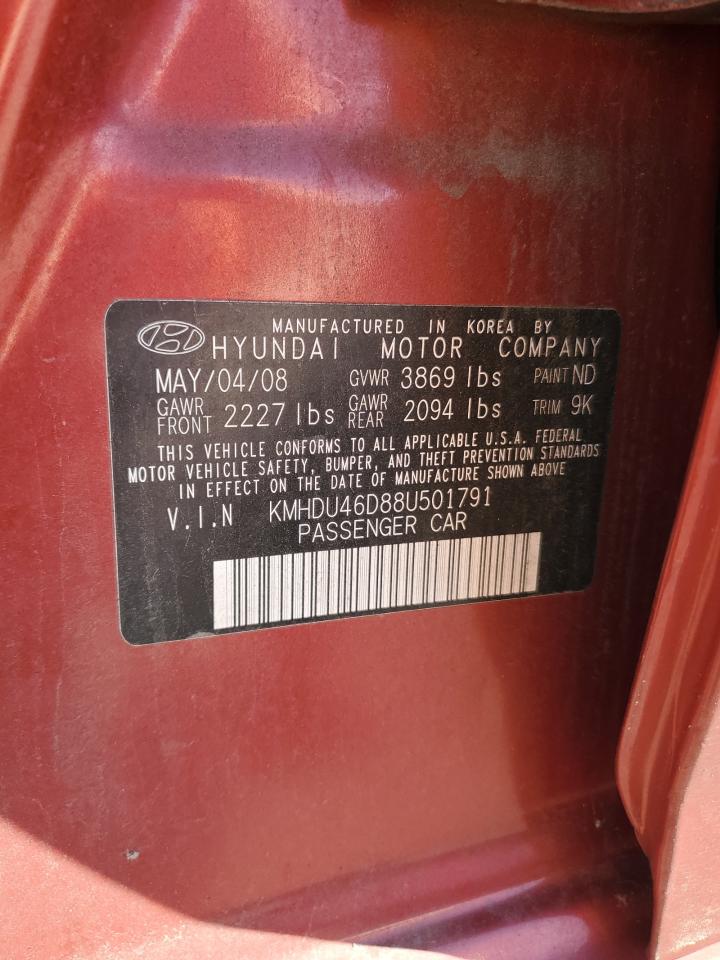 MANUFACTURED IN KOREA BY
HYUNDAI MOTOR COMPANY
MAY/04/08 GVWR 3869 lbs PAINT ND
GAWR FRONT 2227 lbs GAWR REAR 2094 lbs TRIM 9K
THIS VEHICLE CONFORMS TO ALL APPLICABLE U.S.A. FEDERAL
MOTOR VEHICLE SAFETY, BUMPER, AND THEFT PREVENTION STANDARDS
IN EFFECT ON THE DATE OF MANUFACTURE SHOWN ABOVE
V.I.N KMHDU46D88U501791
PASSENGER CAR